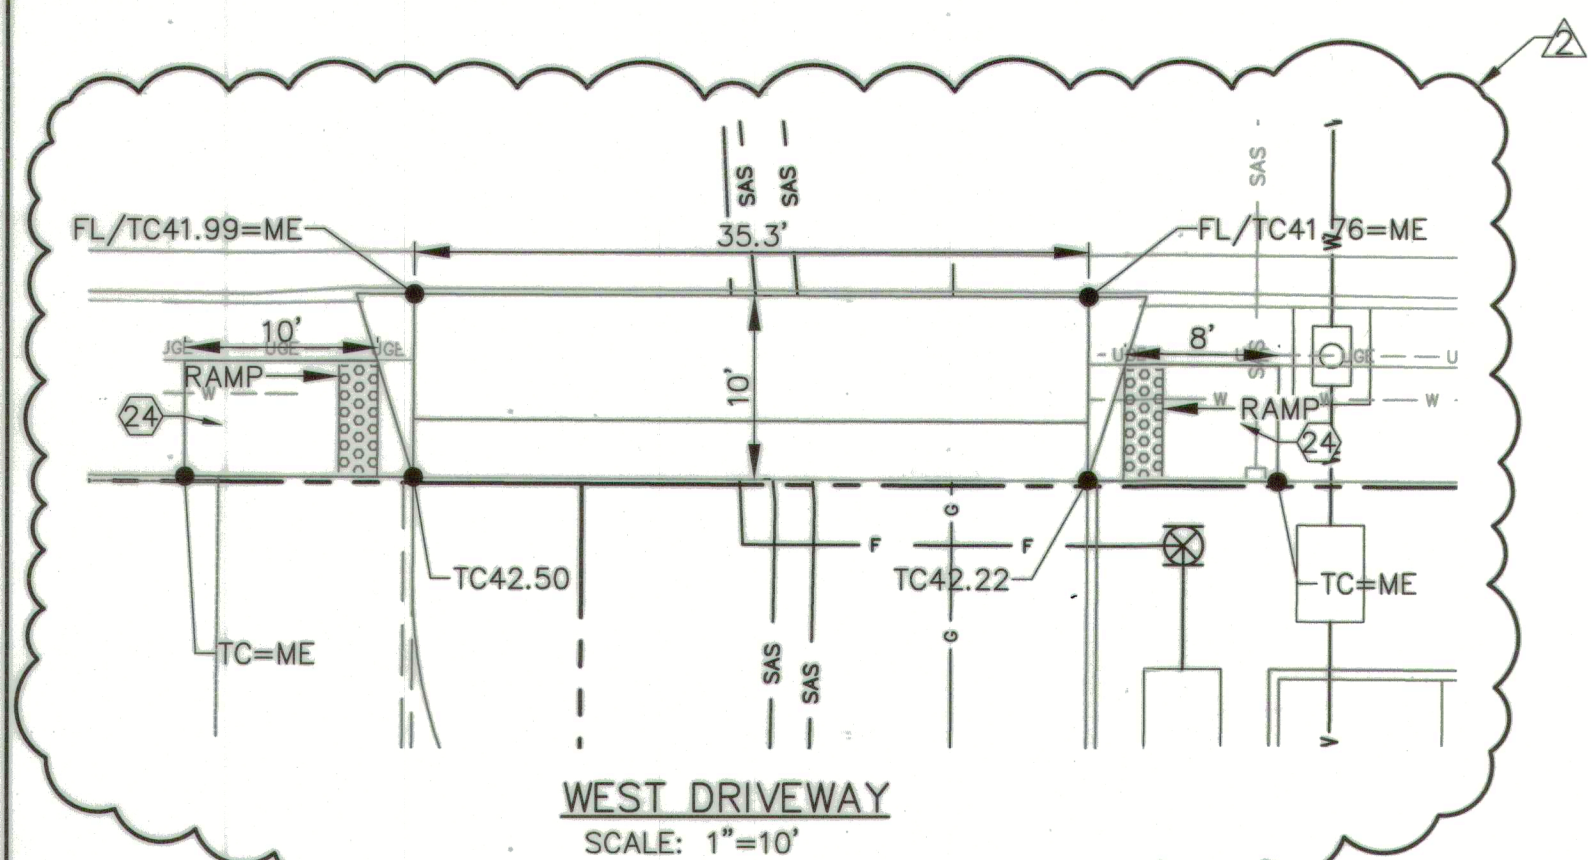 2
SAS
SAS
SAS
FL/TC41.99=ME
35.3'
FL/TC41.76=ME
W
10'
8'
UGE
UGE
UGE
UGE
UGE
U
SAS
RAMP
10'
RAMP
W
W
W
W
24
24
G
F
F
TC42.50
TC42.22
TC=ME
TC=ME
G
SAS
SAS
WEST DRIVEWAY
SCALE: 1"=10'